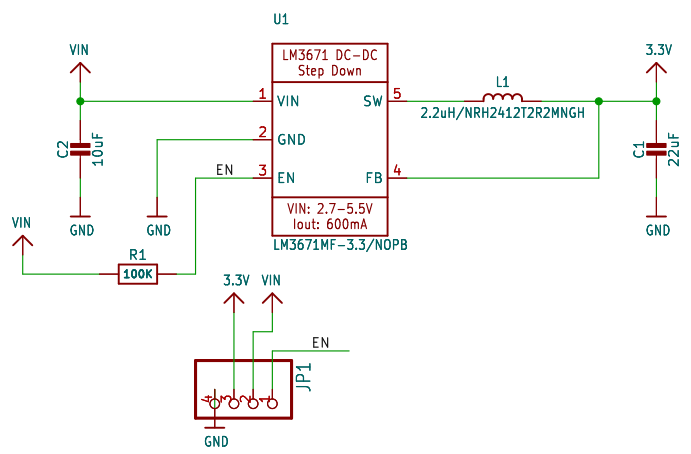 U1
VIN
LM3671 DC-DC
Step Down
3.3V
1
VIN
SW
5
L1
2.2uH/NRH2412T2R2MNGH
C2
10uF
2
GND
C1
22uF
EN
3
EN
FB
4
GND
GND
VIN: 2.7-5.5V
Iout: 600mA
GND
LM3671MF-3.3/NOPB
VIN
R1
100K
3.3V
VIN
EN
JP1
4
3
2
1
GND